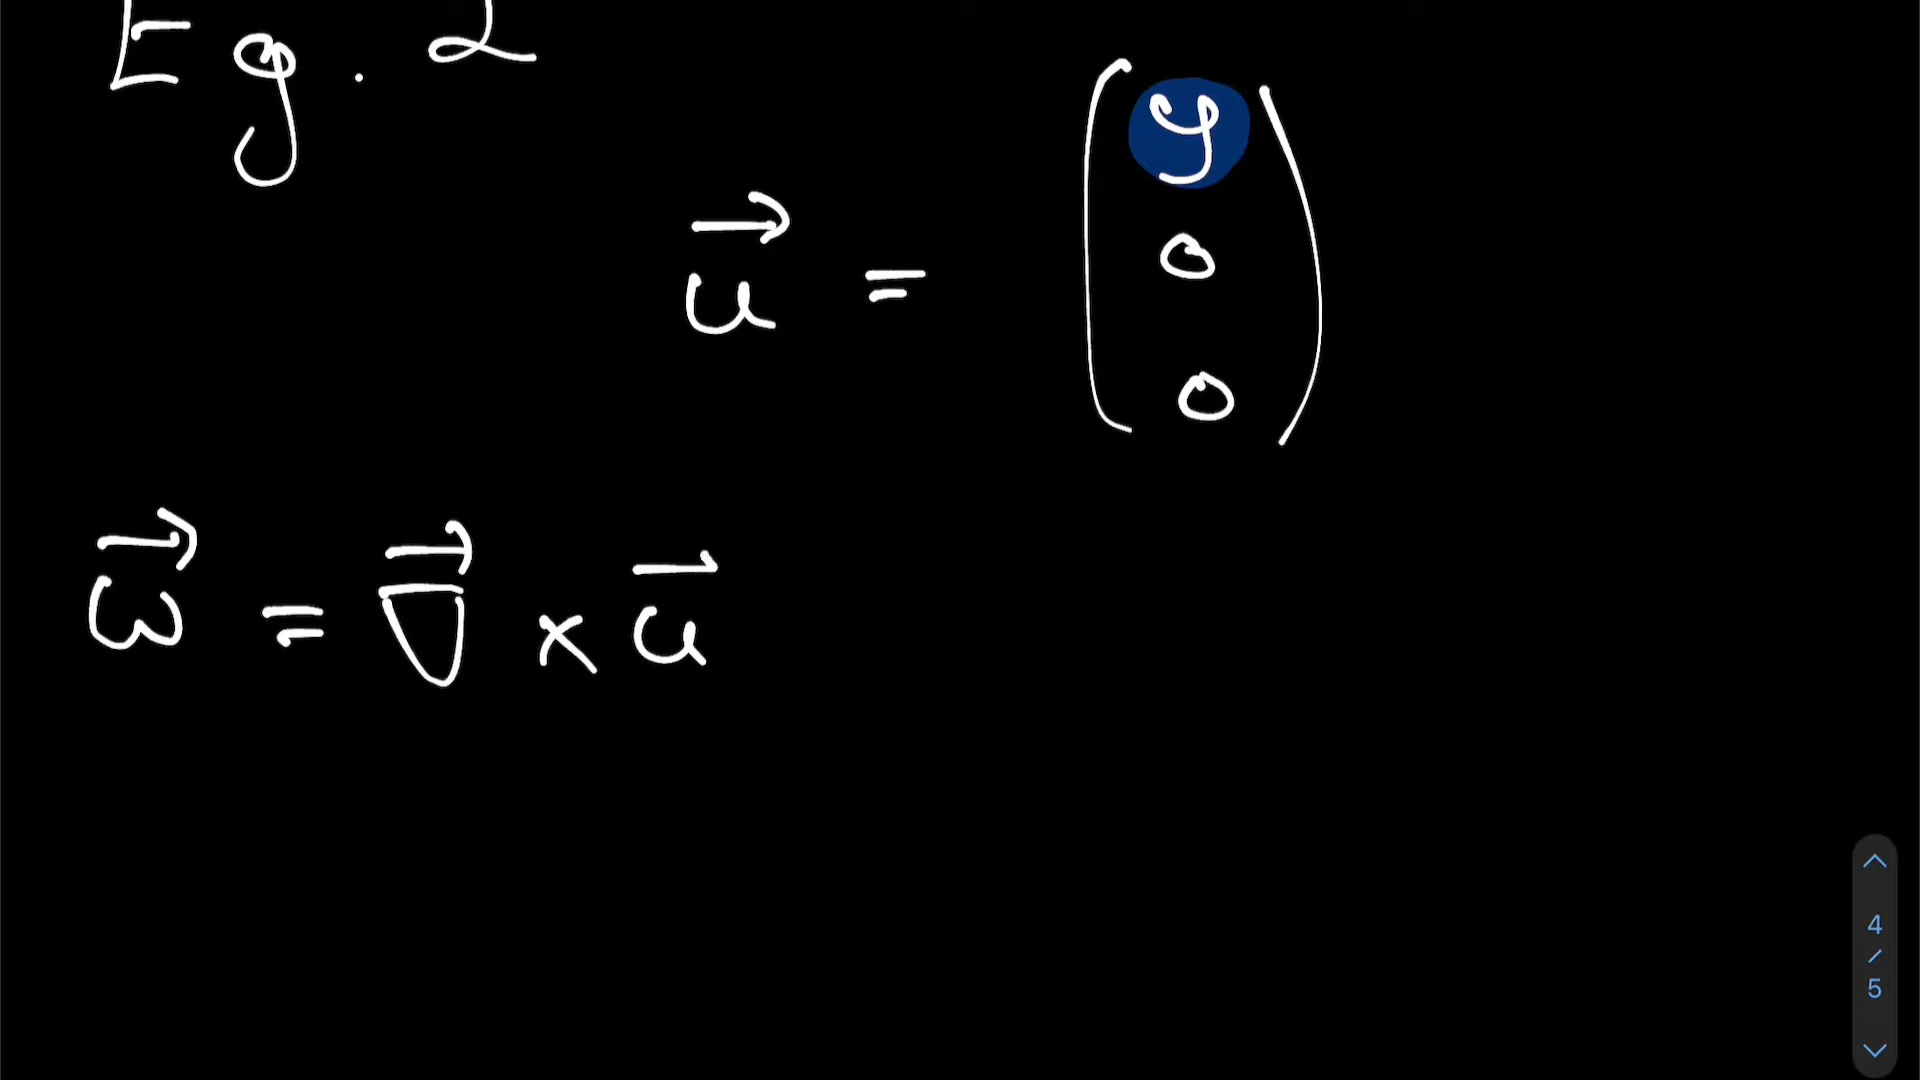 Eg. 2
u⃗ = ( y
0
0 )
ω⃗ = ∇⃗ × u⃗
4
/
5